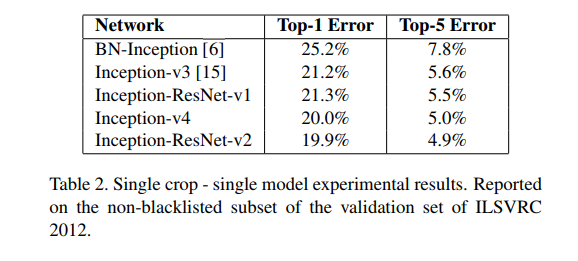 Network Top-1 Error Top-5 Error
BN-Inception [6] 25.2% 7.8%
Inception-v3 [15] 21.2% 5.6%
Inception-ResNet-v1 21.3% 5.5%
Inception-v4 20.0% 5.0%
Inception-ResNet-v2 19.9% 4.9%
Table 2. Single crop - single model experimental results. Reported
on the non-blacklisted subset of the validation set of ILSVRC
2012.